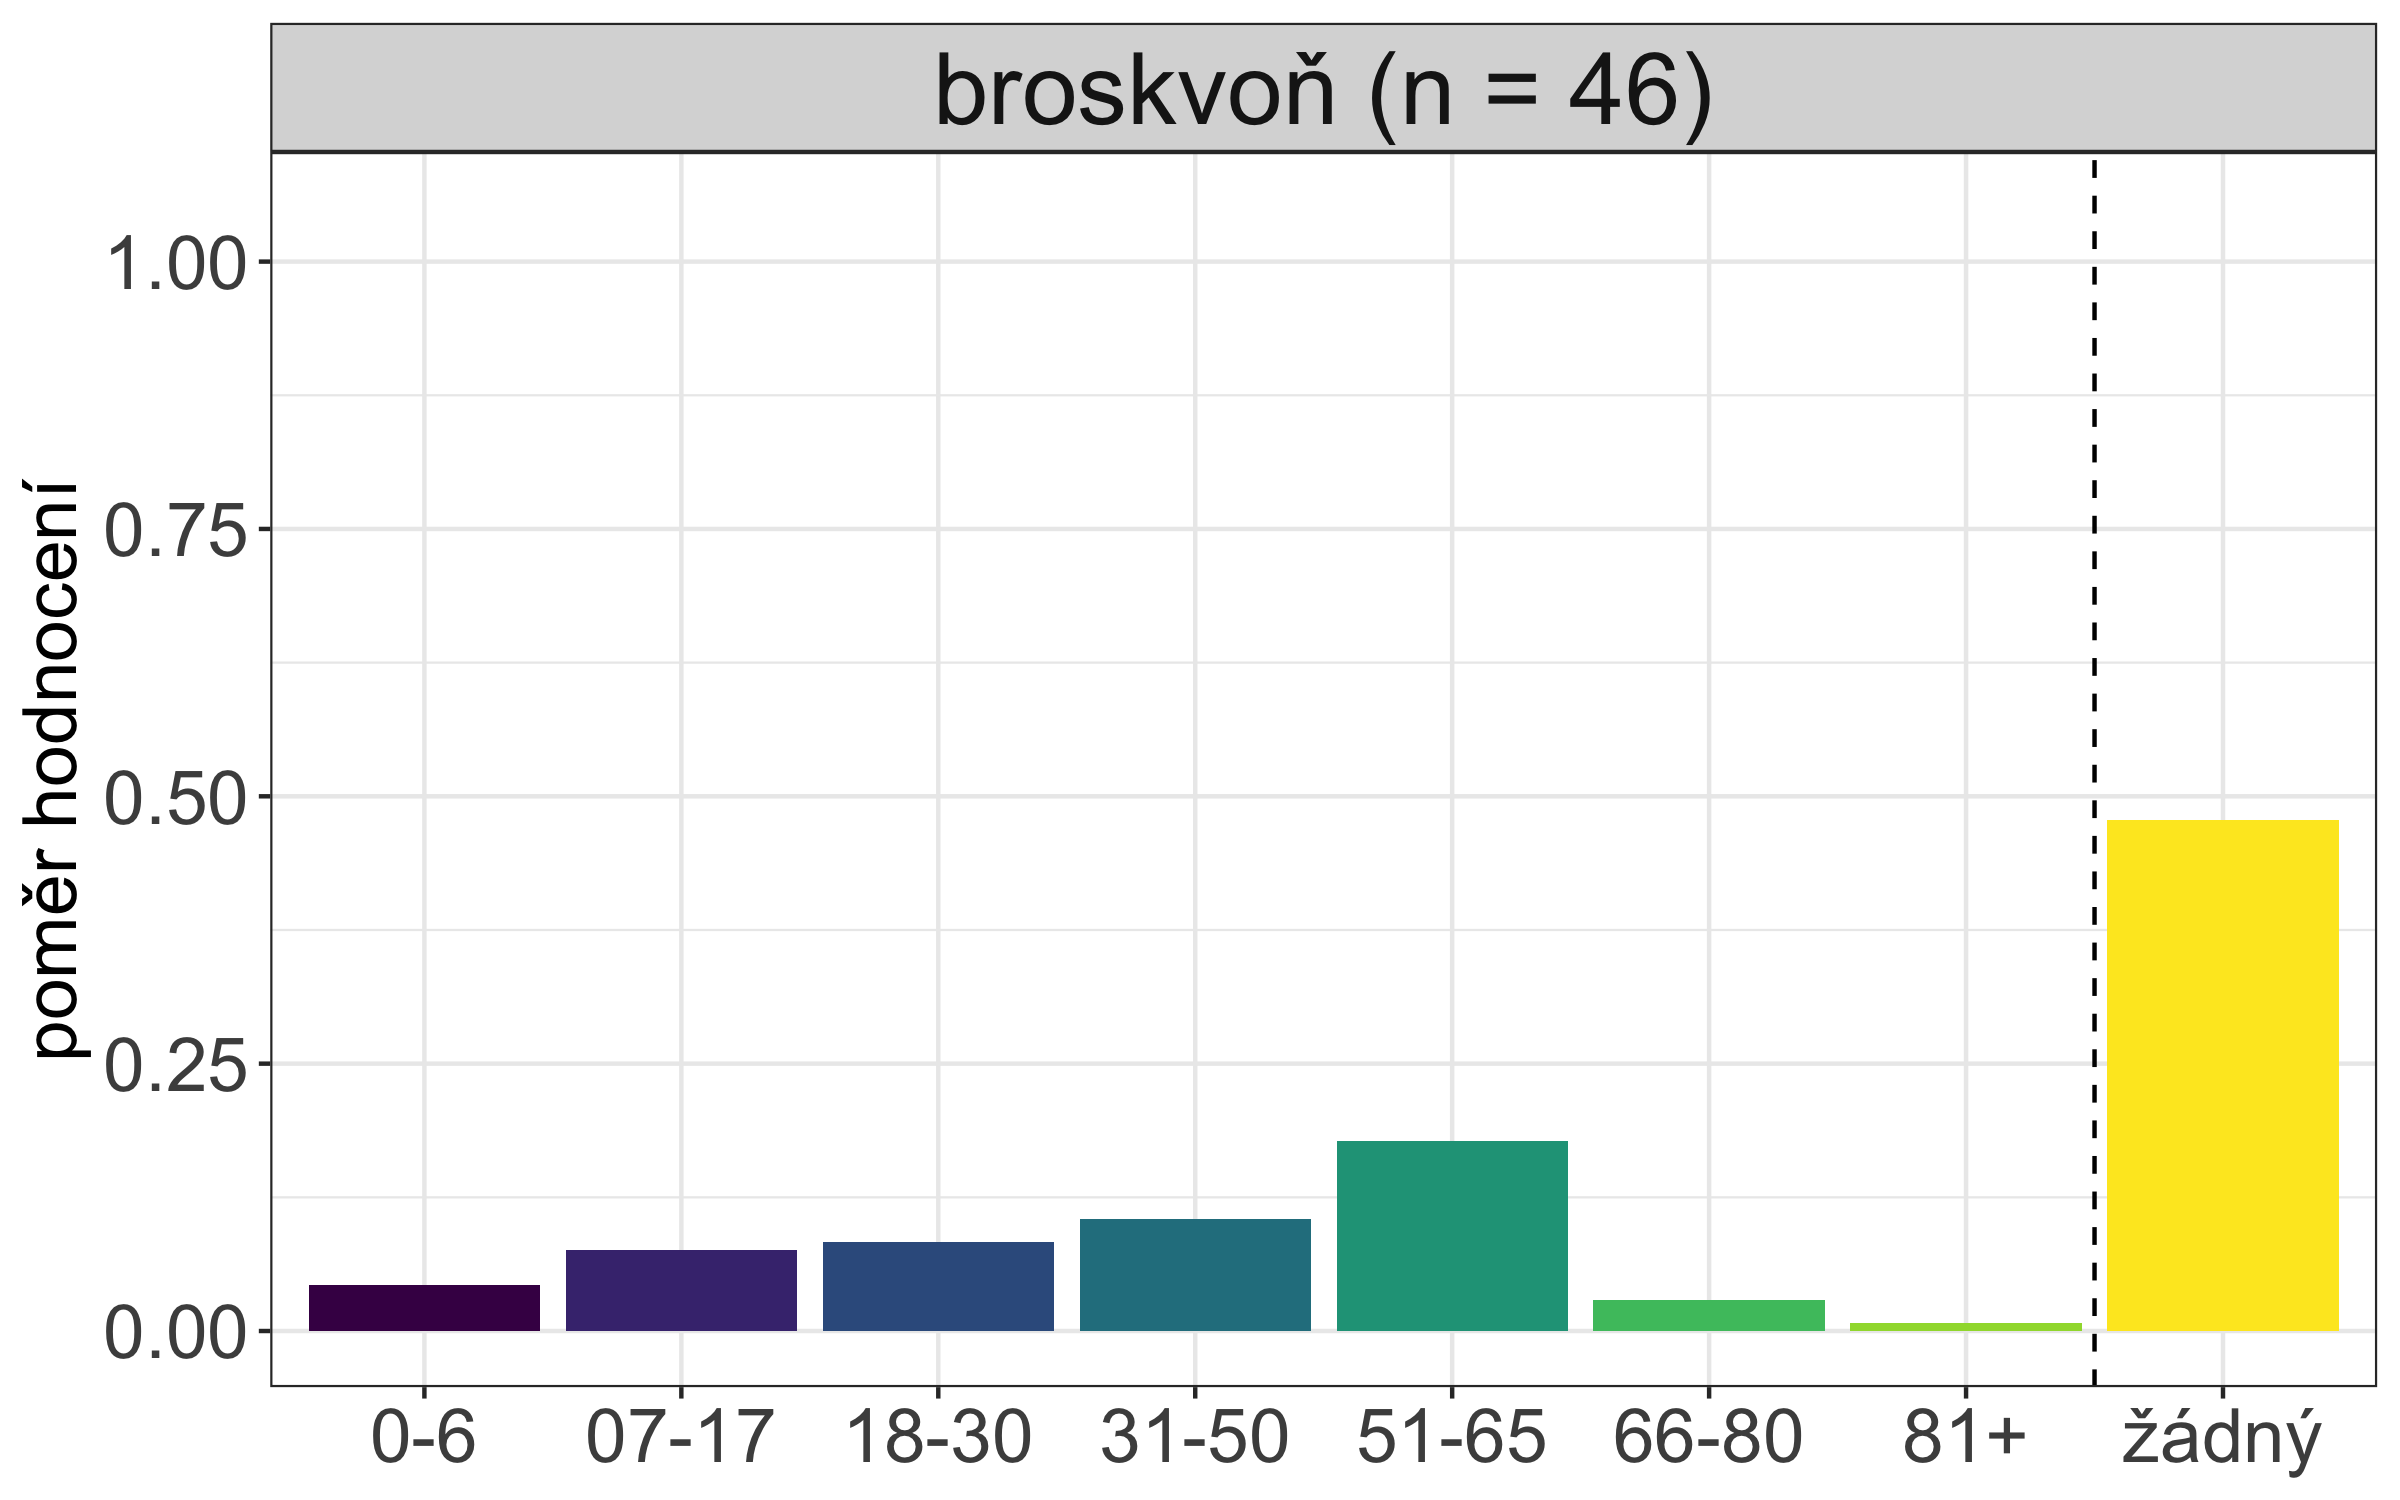 broskvoň (n = 46)
poměr hodnocení
1.00
0.75
0.50
0.25
0.00
0-6 07-17 18-30 31-50 51-65 66-80 81+ žádný